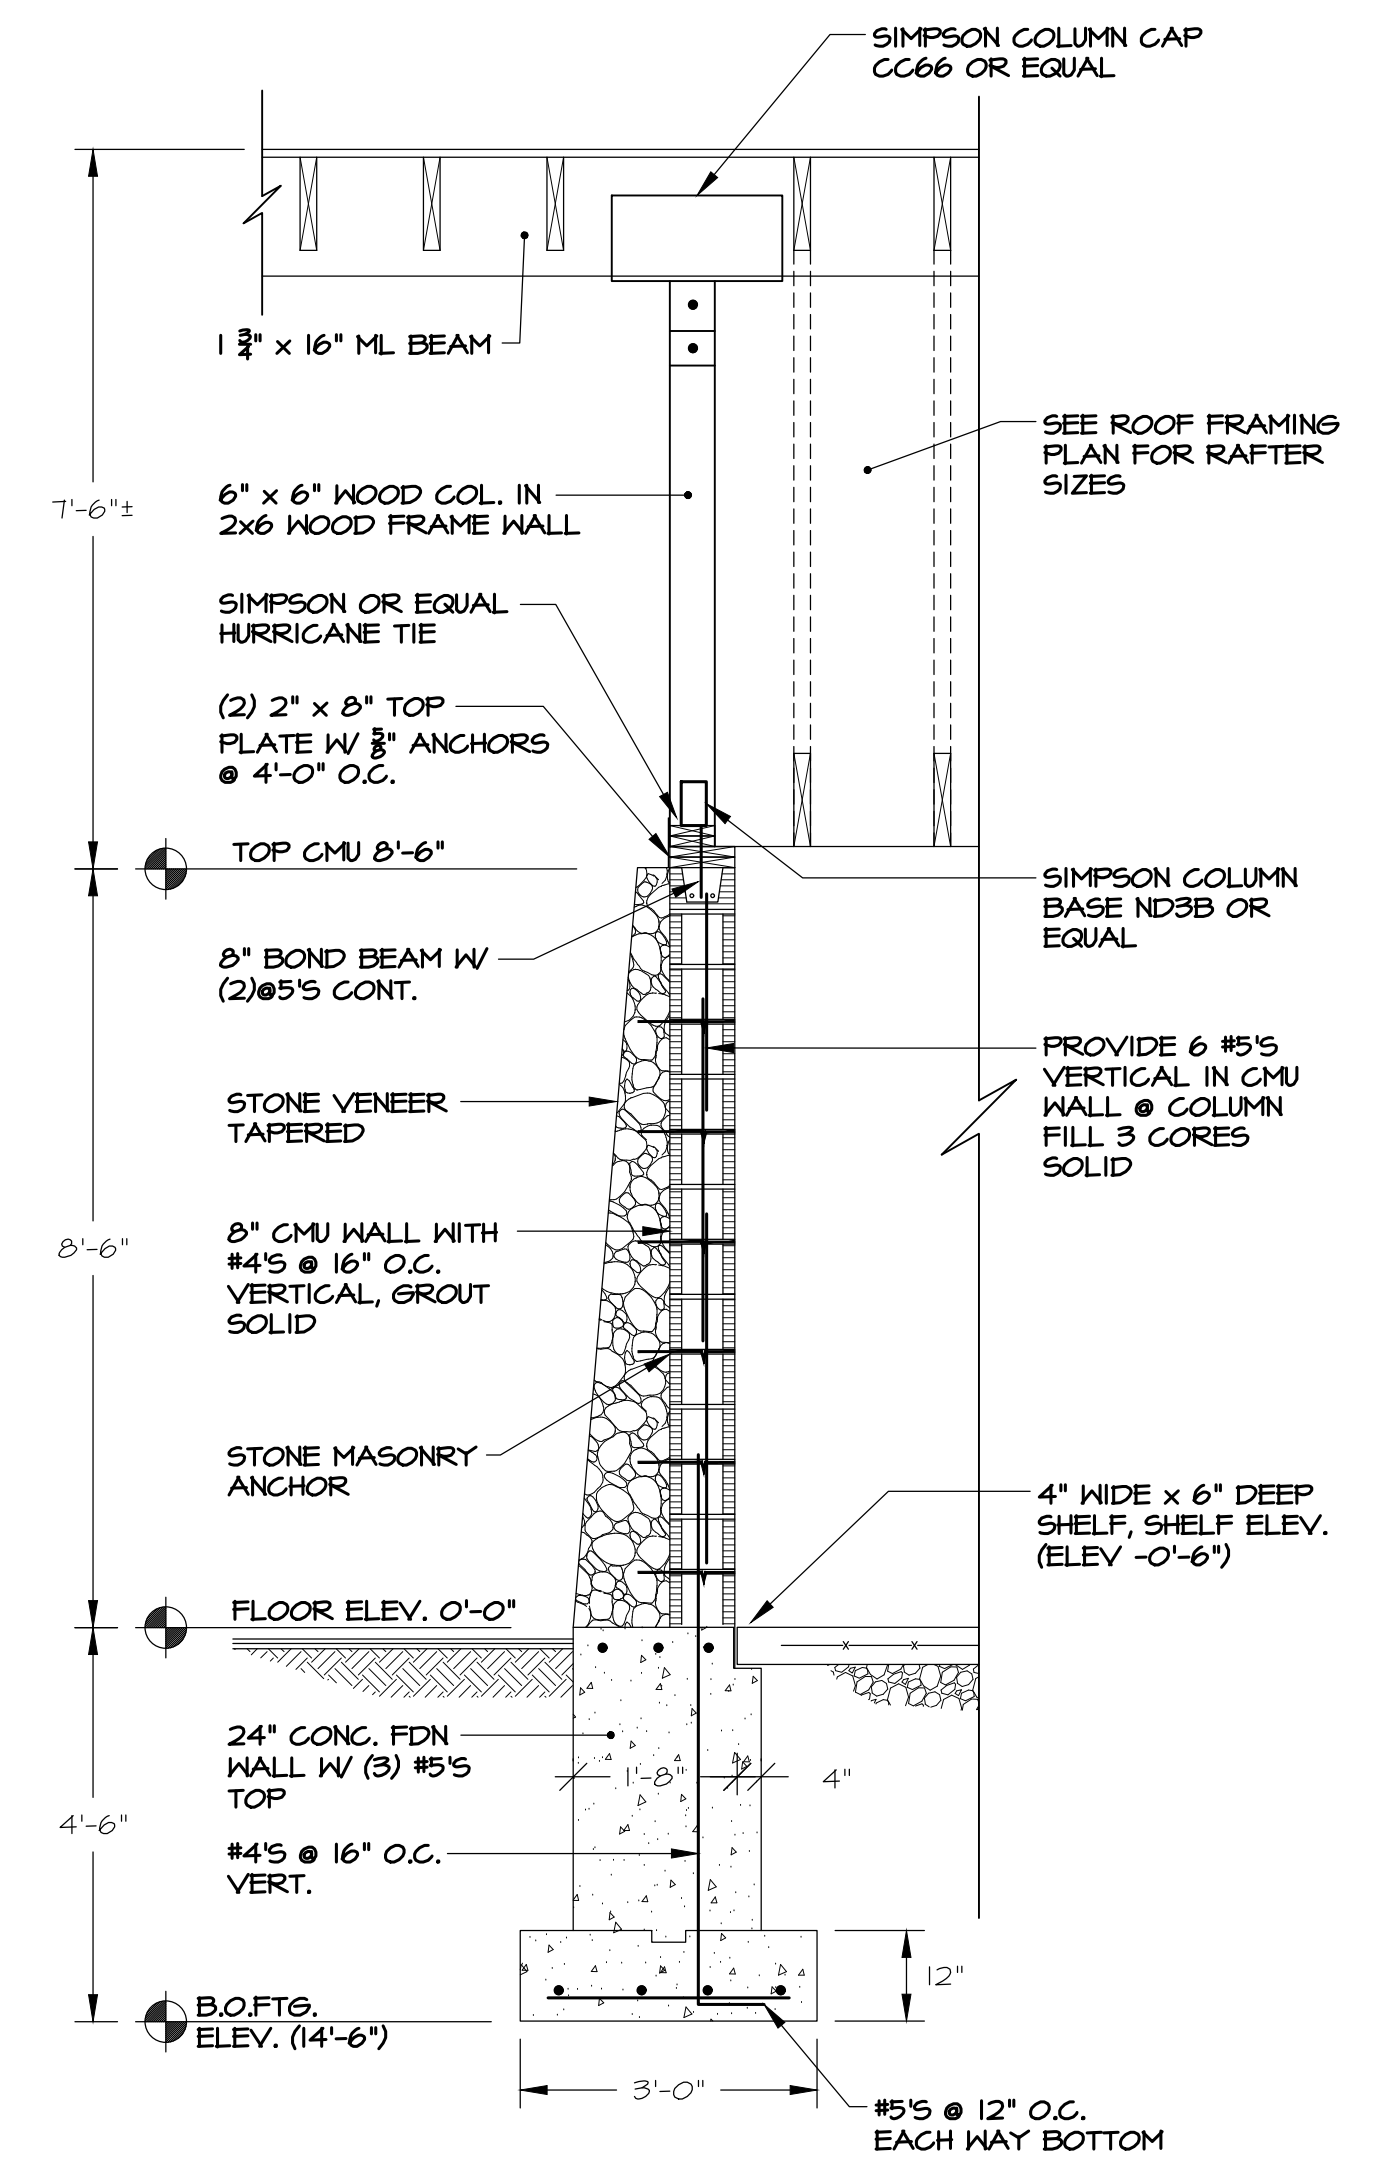 SIMPSON COLUMN CAP
CC66 OR EQUAL
1 3/4" x 16" ML BEAM
SEE ROOF FRAMING
PLAN FOR RAFTER
SIZES
7'-6"±
6" x 6" WOOD COL. IN
2x6 WOOD FRAME WALL
SIMPSON OR EQUAL
HURRICANE TIE
(2) 2" x 8" TOP
PLATE W/ 5/8" ANCHORS
@ 4'-0" O.C.
TOP CMU 8'-6"
SIMPSON COLUMN
BASE ND3B OR
EQUAL
8" BOND BEAM W/
(2)@5'S CONT.
PROVIDE 6 #5'S
VERTICAL IN CMU
WALL @ COLUMN
FILL 3 CORES
SOLID
STONE VENEER
TAPERED
8'-6"
8" CMU WALL WITH
#4'S @ 16" O.C.
VERTICAL, GROUT
SOLID
STONE MASONRY
ANCHOR
4" WIDE x 6" DEEP
SHELF, SHELF ELEV.
(ELEV -0'-6")
FLOOR ELEV. 0'-0"
24" CONC. FDN
WALL W/ (3) #5'S
TOP
1'-8"
4"
4'-6"
#4'S @ 16" O.C.
VERT.
12"
B.O.FTG.
ELEV. (14'-6")
3'-0"
#5'S @ 12" O.C.
EACH WAY BOTTOM